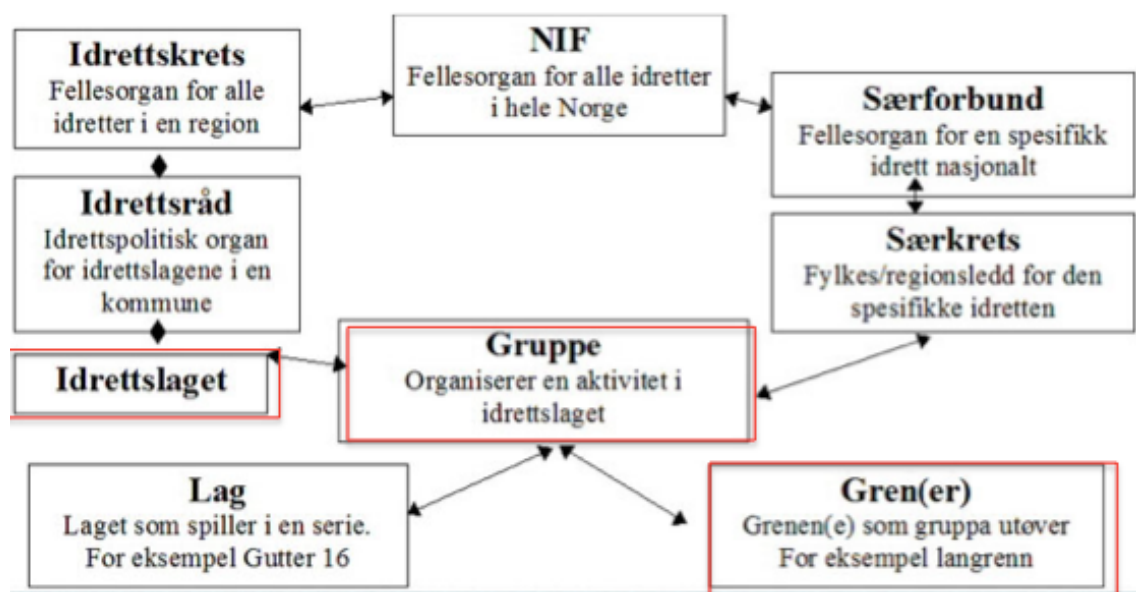 NIF
Fellesorgan for alle idretter
i hele Norge
Idrettskrets
Fellesorgan for alle
idretter i en region
Særforbund
Fellesorgan for en spesifikk
idrett nasjonalt
Idrettsråd
Idrettspolitisk organ
for idrettslagene i en
kommune
Særkrets
Fylkes/regionsledd for den
spesifikke idretten
Idrettslaget
Gruppe
Organiserer en aktivitet i
idrettslaget
Lag
Laget som spiller i en serie.
For eksempel Gutter 16
Gren(er)
Grenen(e) som gruppa utøver
For eksempel langrenn